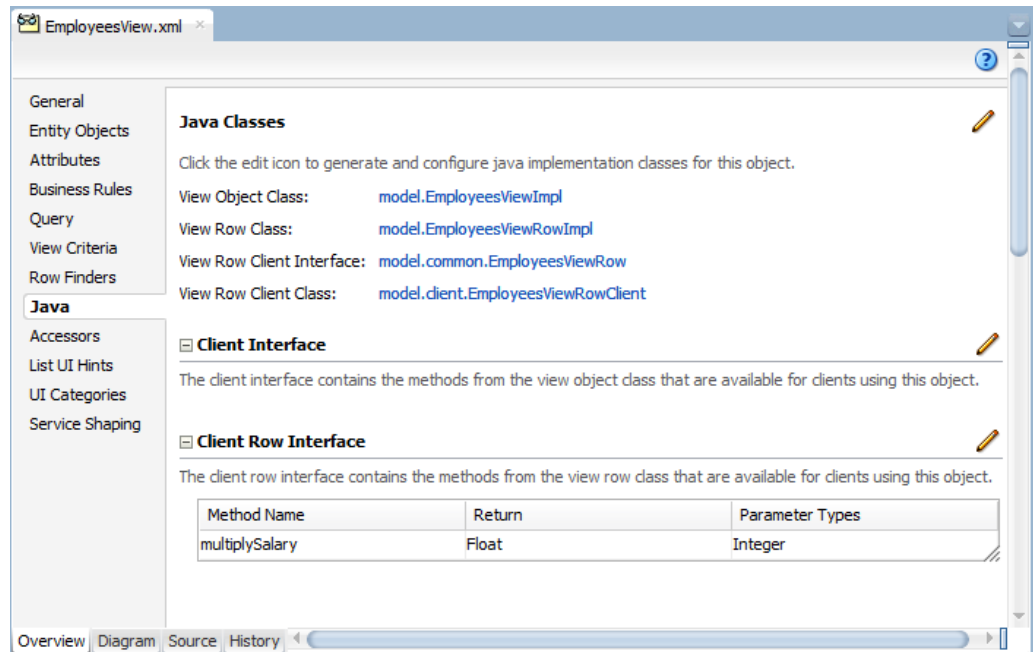 EmployeesView.xml
General
Entity Objects
Attributes
Business Rules
Query
View Criteria
Row Finders
Java
Accessors
List UI Hints
UI Categories
Service Shaping
Java Classes
Click the edit icon to generate and configure java implementation classes for this object.
View Object Class: model.EmployeesViewImpl
View Row Class: model.EmployeesViewRowImpl
View Row Client Interface: model.common.EmployeesViewRow
View Row Client Class: model.client.EmployeesViewRowClient
Client Interface
The client interface contains the methods from the view object class that are available for clients using this object.
Client Row Interface
The client row interface contains the methods from the view row class that are available for clients using this object.
Method Name Return Parameter Types
multiplySalary Float Integer
Overview Diagram Source History